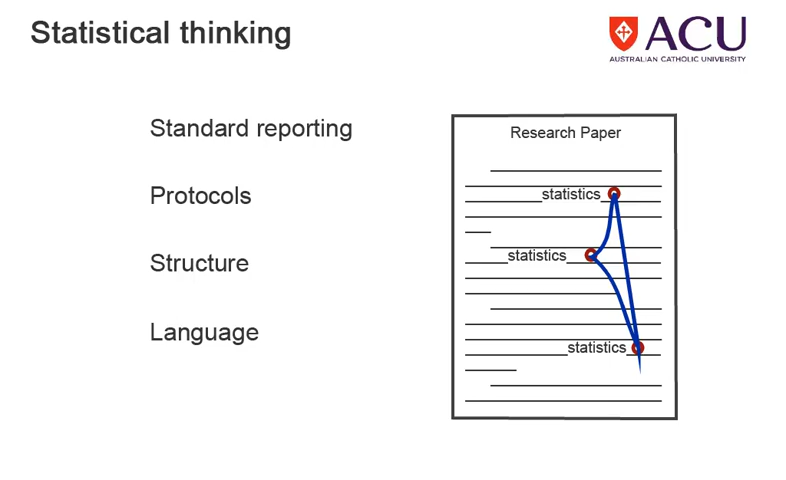 Statistical thinking
ACU
AUSTRALIAN CATHOLIC UNIVERSITY
Standard reporting
Protocols
Structure
Language
Research Paper
statistics
statistics
statistics